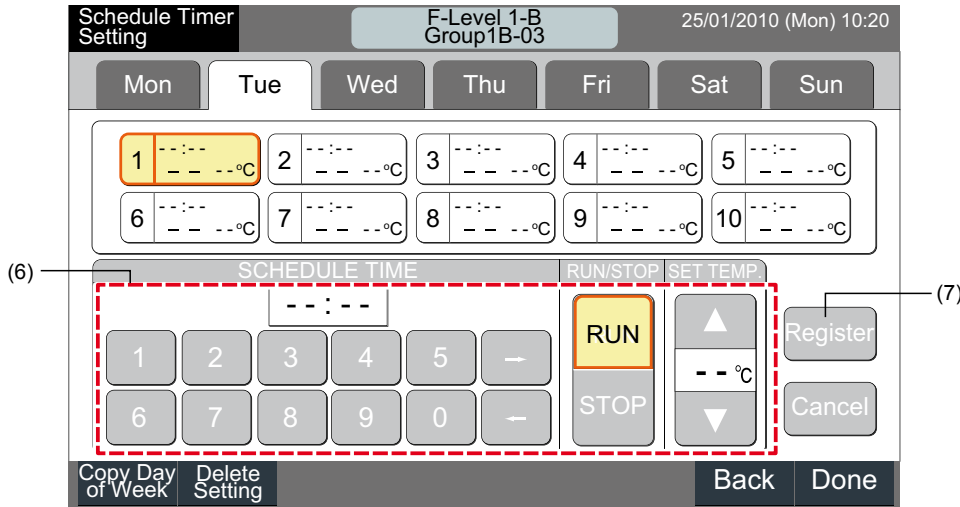 Schedule Timer
Setting
F-Level 1-B
Group1B-03
25/01/2010 (Mon) 10:20
Mon Tue Wed Thu Fri Sat Sun
1 --:-- 2 --:-- 3 --:-- 4 --:-- 5 --:--
– – --°C – – --°C – – --°C – – --°C – – --°C
6 --:-- 7 --:-- 8 --:-- 9 --:-- 10 --:--
– – --°C – – --°C – – --°C – – --°C – – --°C
(6) SCHEDULE TIME RUN/STOP SET TEMP.
--:--
(7)
▲
RUN
Register
1 2 3 4 5 →
-- °C
6 7 8 9 0 ←
STOP
▼
Cancel
Copy Day
of Week
Delete
Setting
Back Done